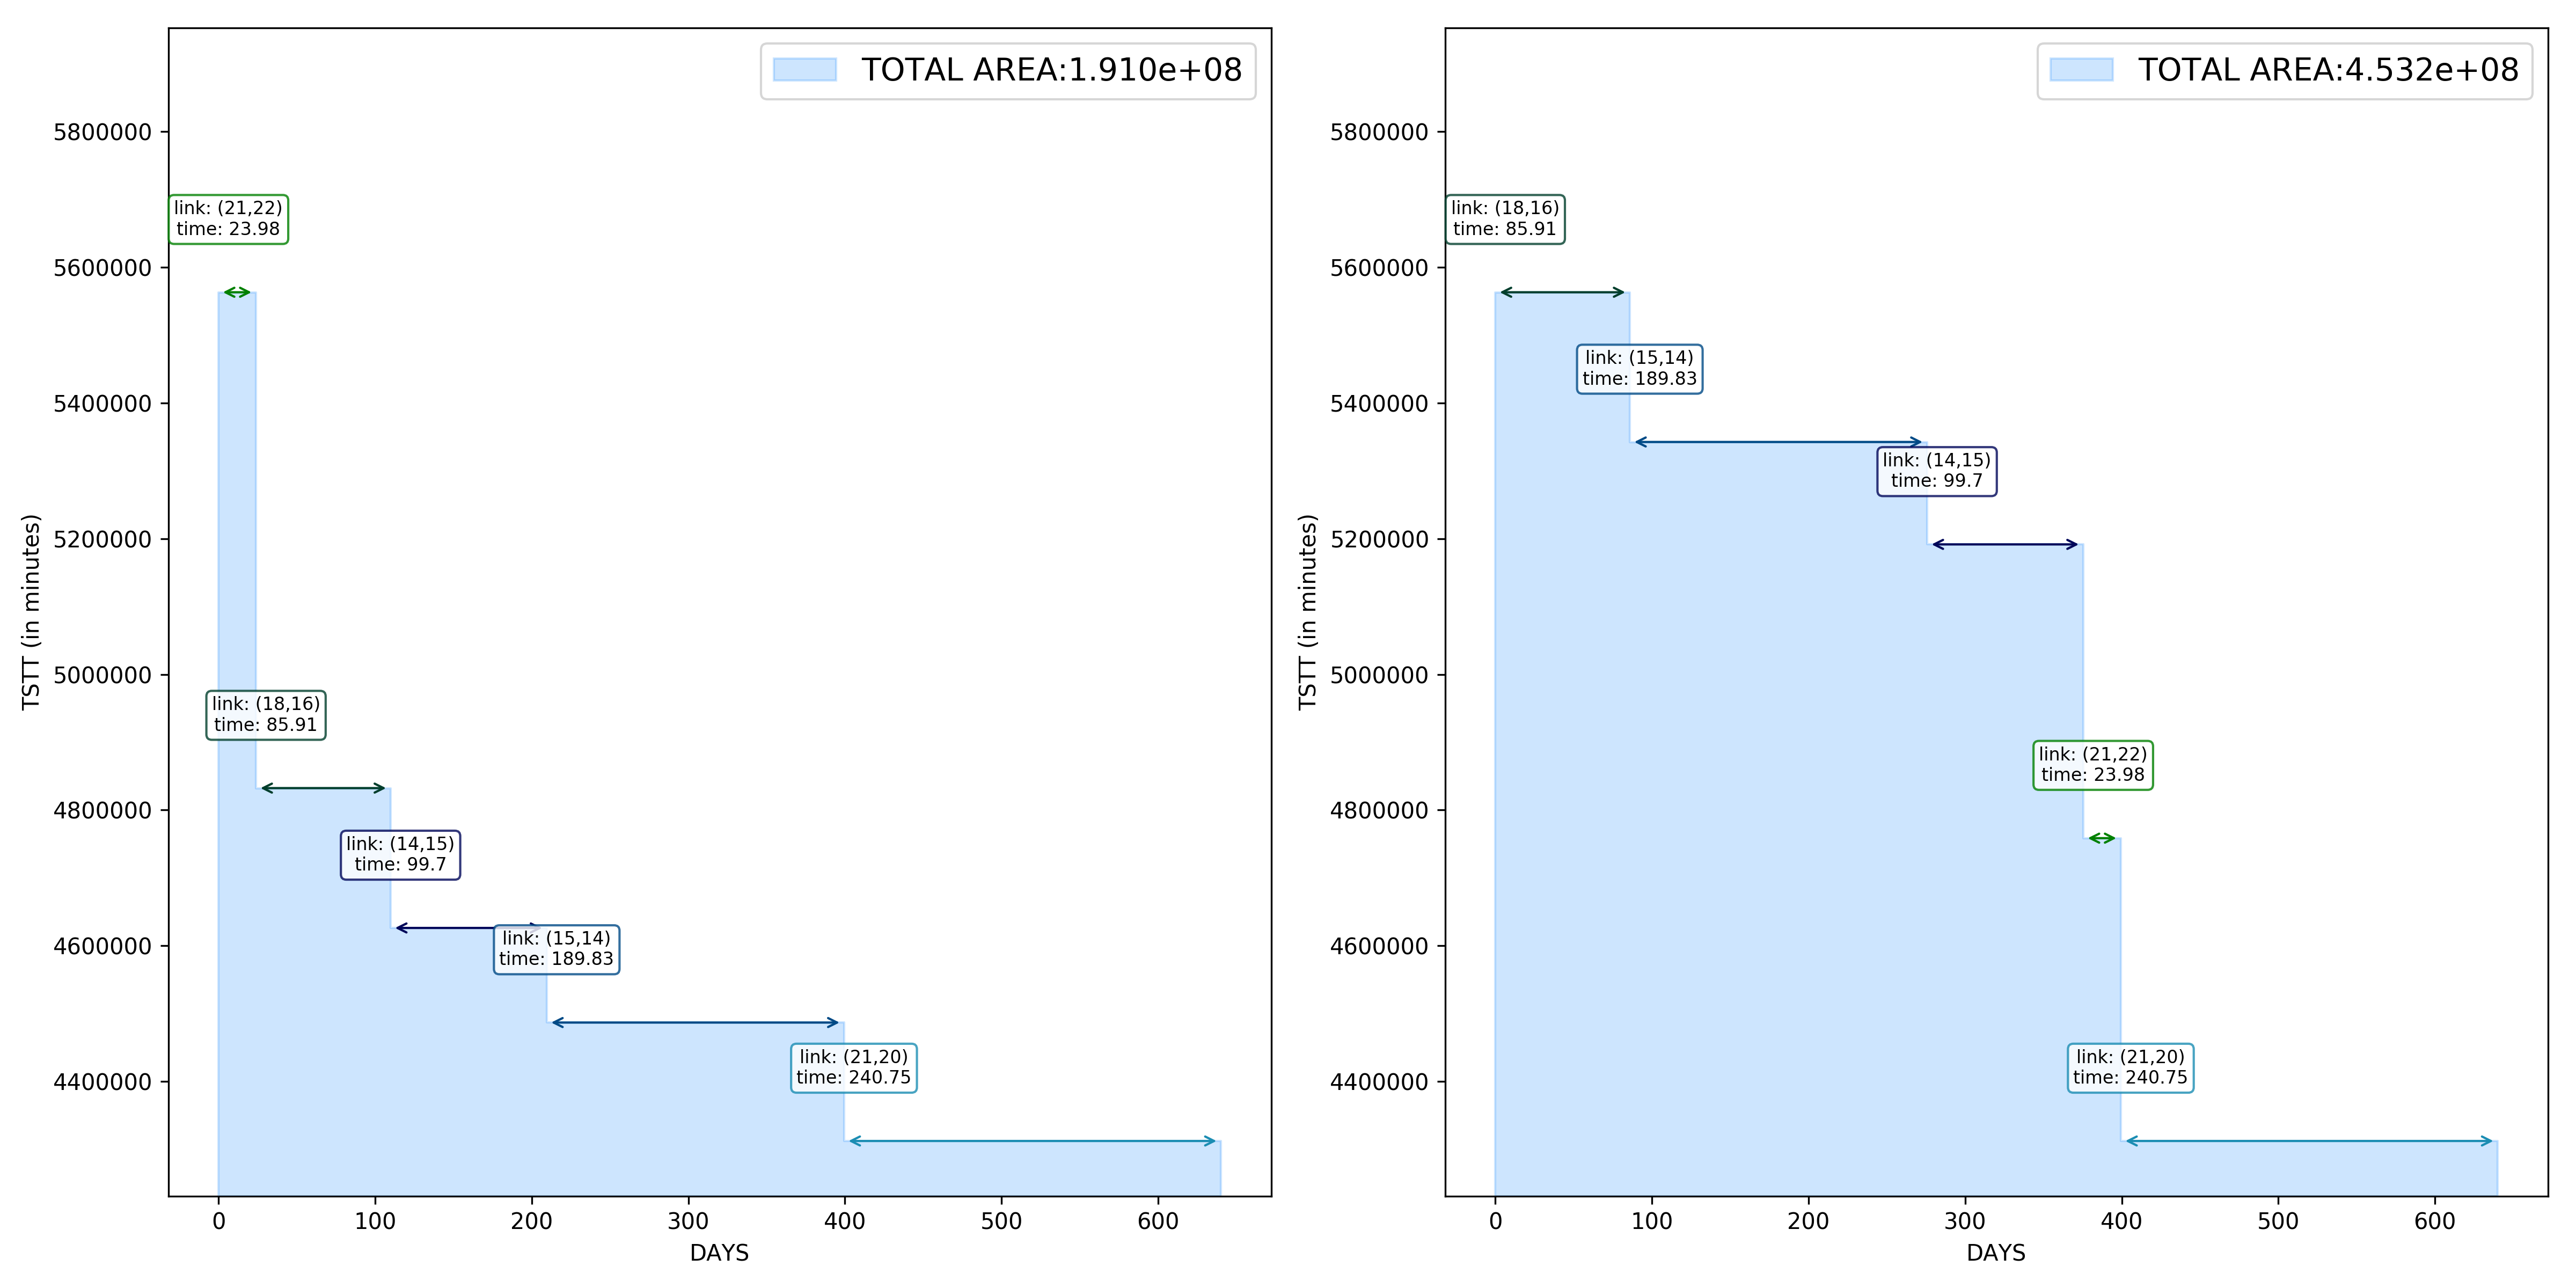 TOTAL AREA:1.910e+08
5800000
5600000
5400000
5200000
5000000
4800000
4600000
4400000
TSTT (in minutes)
link: (21,22)
time: 23.98
link: (18,16)
time: 85.91
link: (14,15)
time: 99.7
link: (15,14)
time: 189.83
link: (21,20)
time: 240.75
0 100 200 300 400 500 600
DAYS
TOTAL AREA:4.532e+08
5800000
5600000
5400000
5200000
5000000
4800000
4600000
4400000
TSTT (in minutes)
link: (18,16)
time: 85.91
link: (15,14)
time: 189.83
link: (14,15)
time: 99.7
link: (21,22)
time: 23.98
link: (21,20)
time: 240.75
0 100 200 300 400 500 600
DAYS